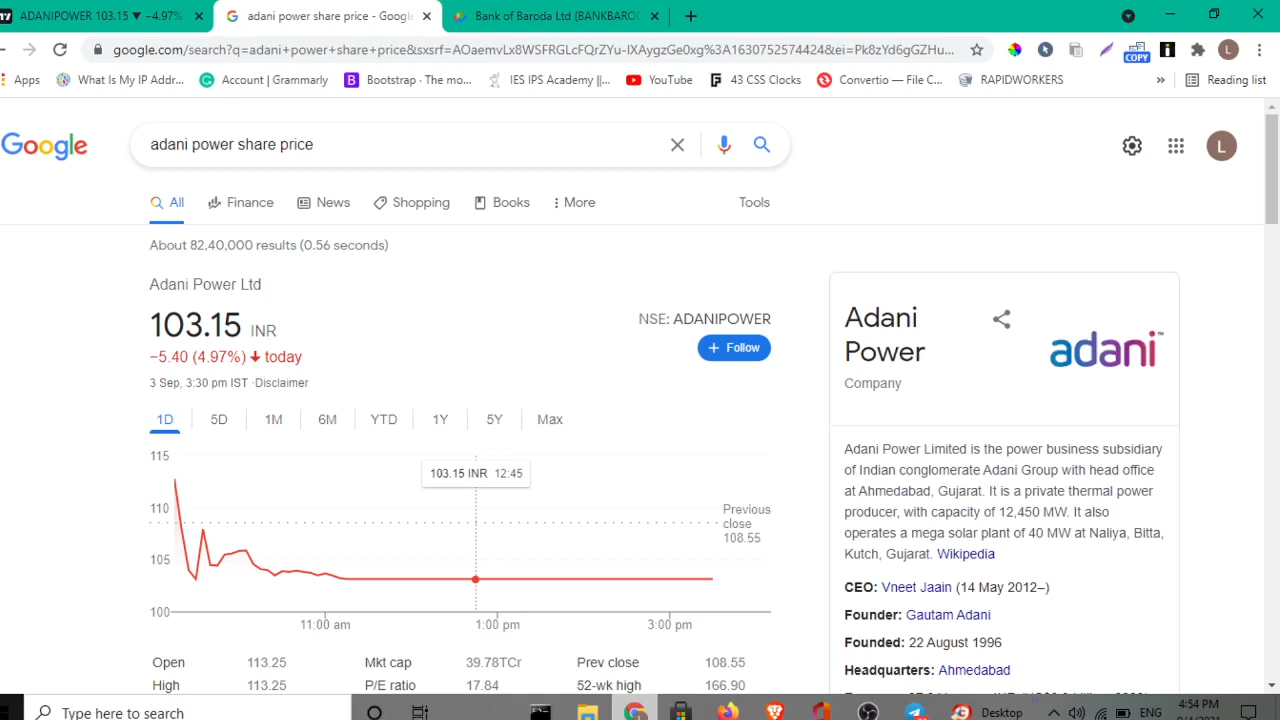 ADANIPOWER 103.15 ▼ −4.97%
adani power share price - Google
Bank of Baroda Ltd (BANKBARO
google.com/search?q=adani+power+share+price&sxsrf=AOaemvLx8WSFRGLcFQrZYu-IXAygzGe0xg%3A1630752574424&ei=Pk8zYd6gGZHu...
COPY
L
Apps
What Is My IP Addr...
Account | Grammarly
Bootstrap · The mo...
IES IPS Academy ||...
YouTube
43 CSS Clocks
Convertio — File C...
RAPIDWORKERS
»
Reading list
Google
adani power share price
L
All
Finance
News
Shopping
Books
More
Tools
About 82,40,000 results (0.56 seconds)
Adani Power Ltd
103.15 INR
NSE: ADANIPOWER
−5.40 (4.97%) today
+ Follow
3 Sep, 3:30 pm IST · Disclaimer
1D 5D 1M 6M YTD 1Y 5Y Max
115
103.15 INR 12:45
110
Previous
close
108.55
105
100
11:00 am 1:00 pm 3:00 pm
Open 113.25 Mkt cap 39.78TCr Prev close 108.55
High 113.25 P/E ratio 17.84 52-wk high 166.90
Adani
Power
Company
adani™
Adani Power Limited is the power business subsidiary
of Indian conglomerate Adani Group with head office
at Ahmedabad, Gujarat. It is a private thermal power
producer, with capacity of 12,450 MW. It also
operates a mega solar plant of 40 MW at Naliya, Bitta,
Kutch, Gujarat. Wikipedia
CEO: Vneet Jaain (14 May 2012–)
Founder: Gautam Adani
Founded: 22 August 1996
Headquarters: Ahmedabad
Type here to search
Desktop
ENG
4:54 PM